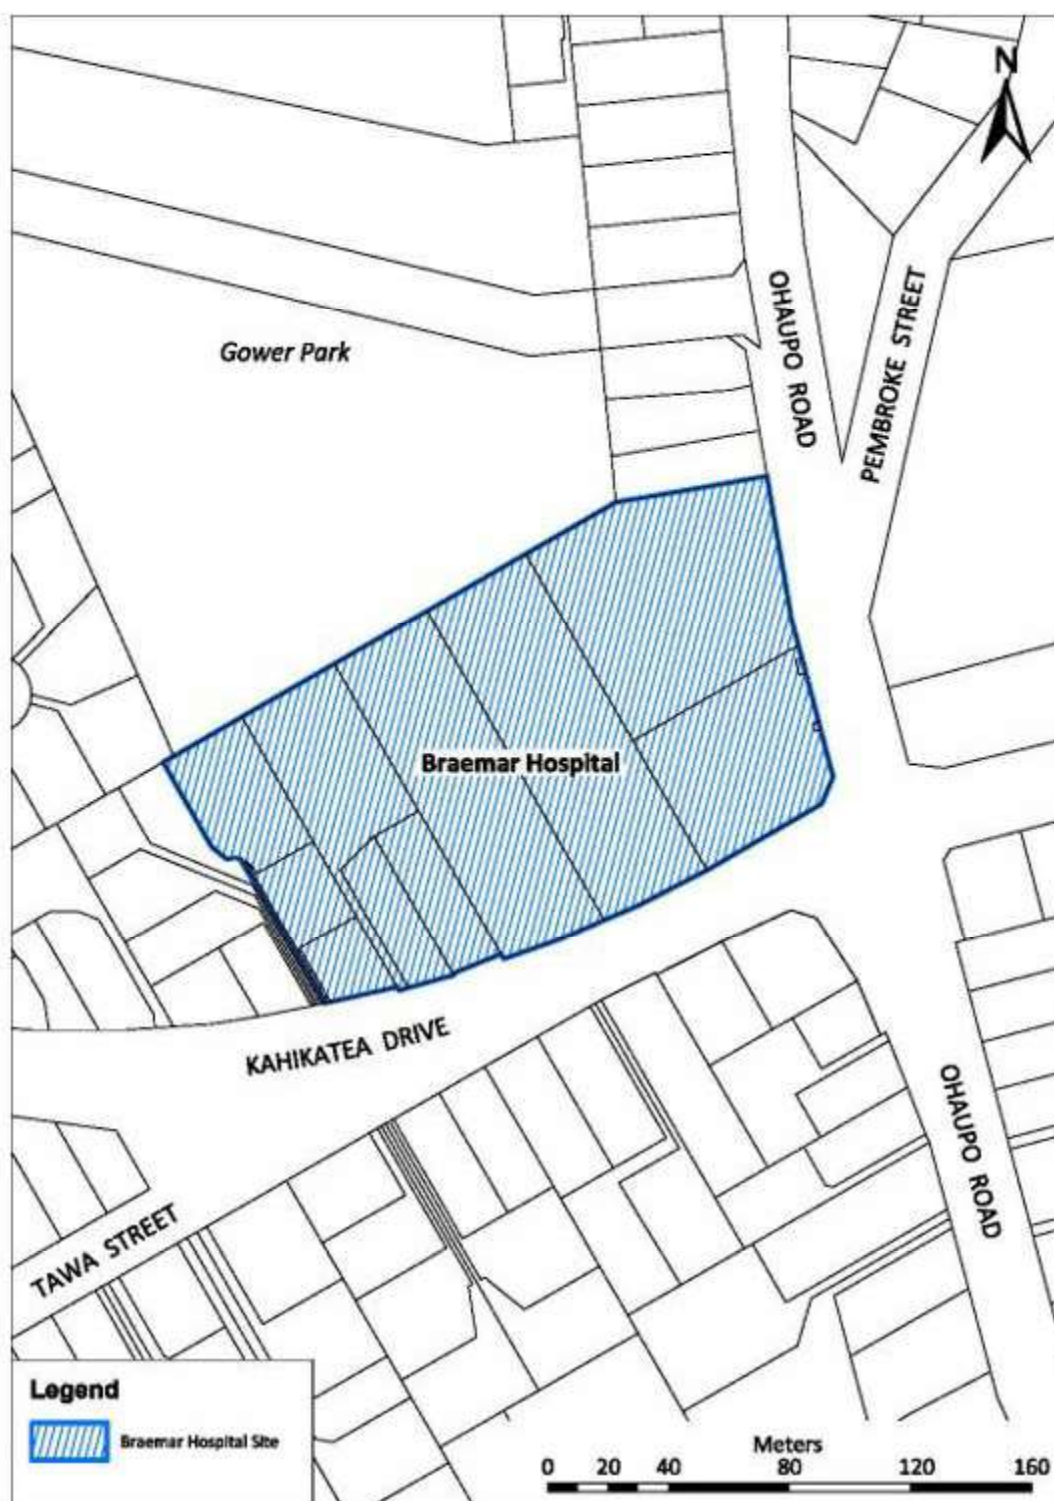 N
OHAUPO ROAD
PEMBROKE STREET
Gower Park
Braemar Hospital
KAHIKATEA DRIVE
OHAUPO ROAD
TAWA STREET
Legend
Braemar Hospital Site
Meters
0 20 40 80 120 160